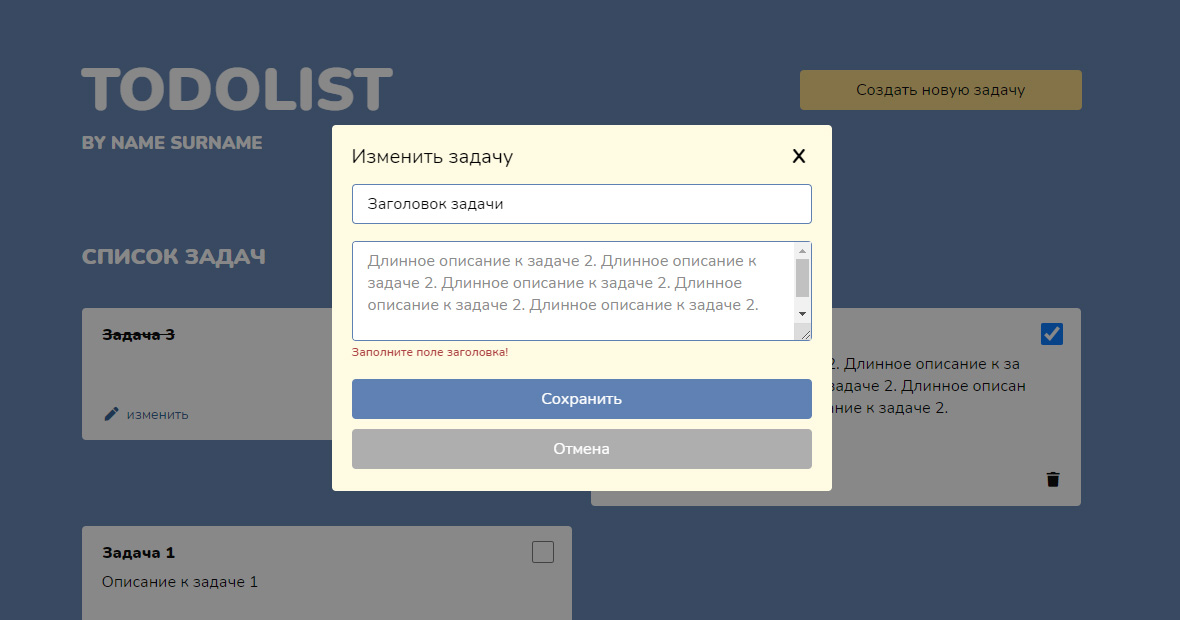 TODOLIST
BY NAME SURNAME
Создать новую задачу
СПИСОК ЗАДАЧ
Изменить задачу
X
Заголовок задачи
Длинное описание к задаче 2. Длинное описание к
задаче 2. Длинное описание к задаче 2. Длинное
описание к задаче 2. Длинное описание к задаче 2.
Заполните поле заголовка!
Сохранить
Отмена
Задача 3
изменить
2. Длинное описание к за
задаче 2. Длинное описан
ние к задаче 2.
Задача 1
Описание к задаче 1